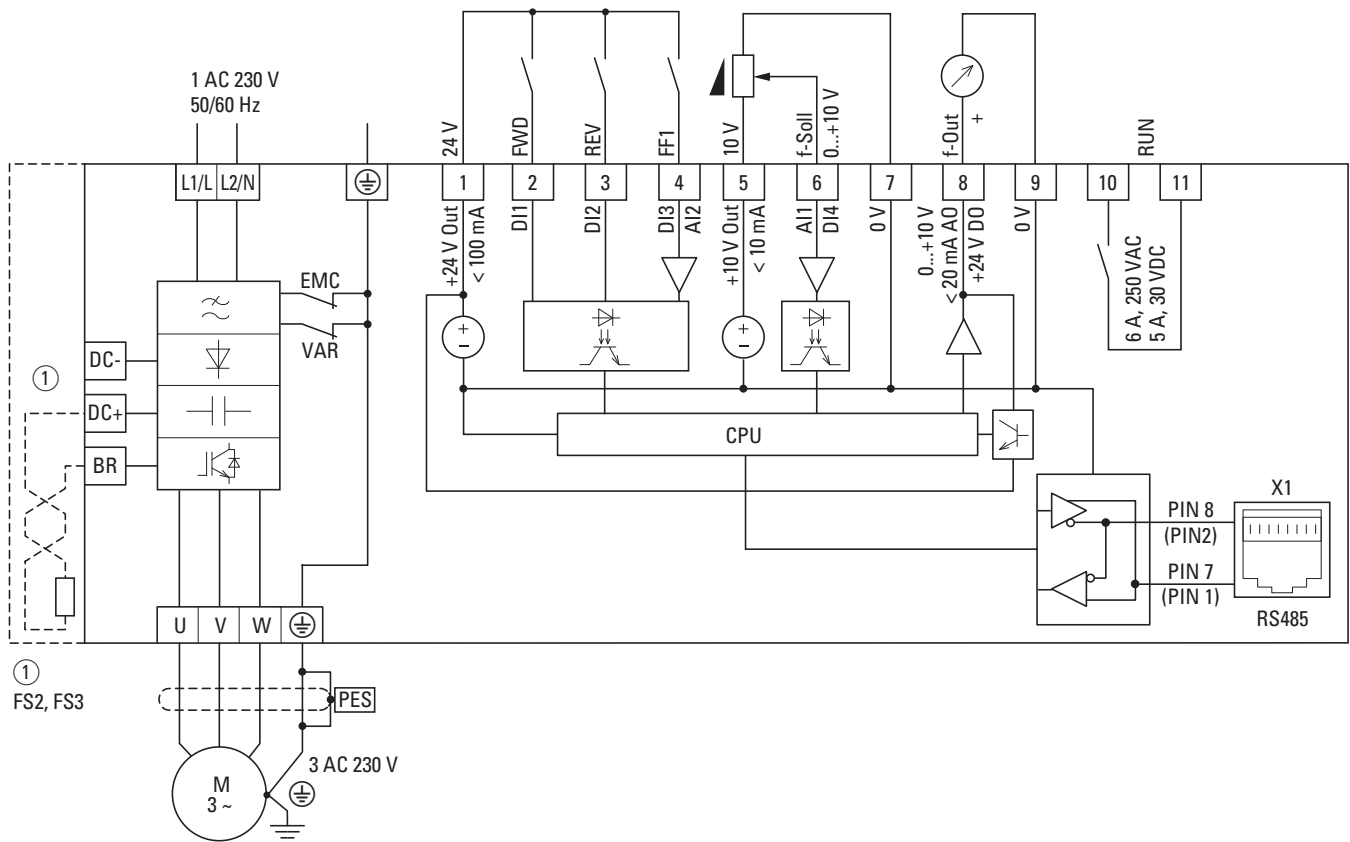 1 AC 230 V
50/60 Hz
24 V
FWD
REV
FF1
10 V
f-Soll
0...+10 V
f-Out
+
RUN
L1/L
L2/N
1
2
3
4
5
6
7
8
9
10
11
+24 V Out
< 100 mA
DI1
DI2
DI3
AI2
+10 V Out
< 10 mA
AI1
DI4
0 V
0...+10 V
< 20 mA AO
+24 V DO
0 V
6 A, 250 VAC
5 A, 30 VDC
EMC
VAR
+
-
+
-
1
DC-
DC+
BR
CPU
X1
PIN 8
(PIN2)
PIN 7
(PIN 1)
RS485
U
V
W
1
FS2, FS3
PES
3 AC 230 V
M
3 ~